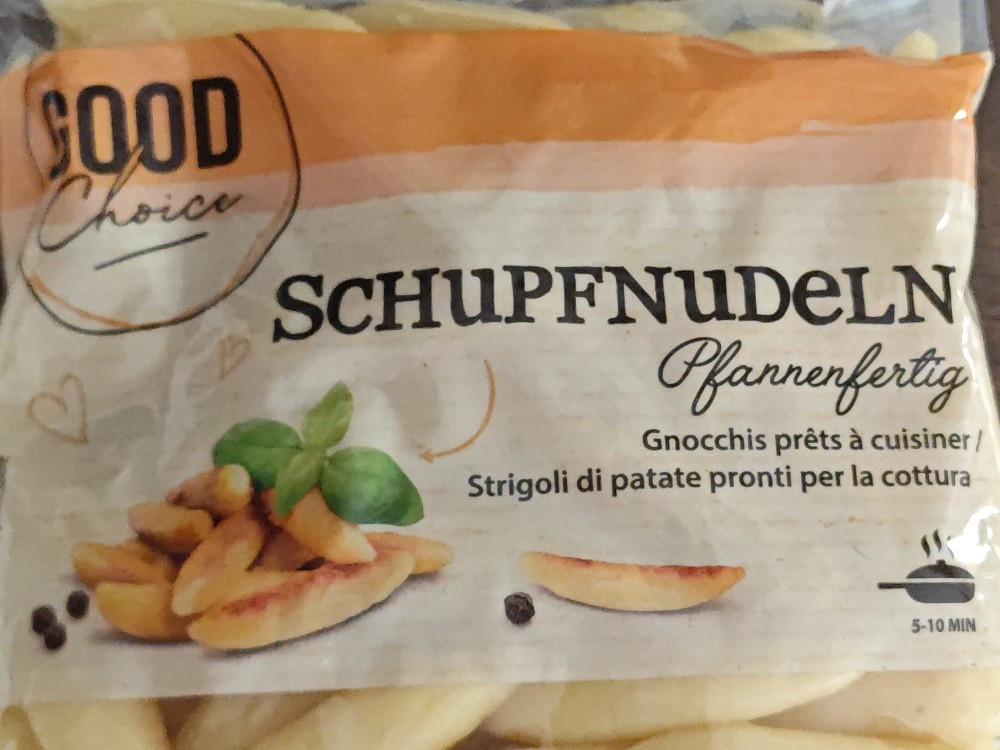 GOOD
Choice
SCHUPFNUDELN
Pfannenfertig
Gnocchis prêts à cuisiner /
Strigoli di patate pronti per la cottura
5-10 MIN